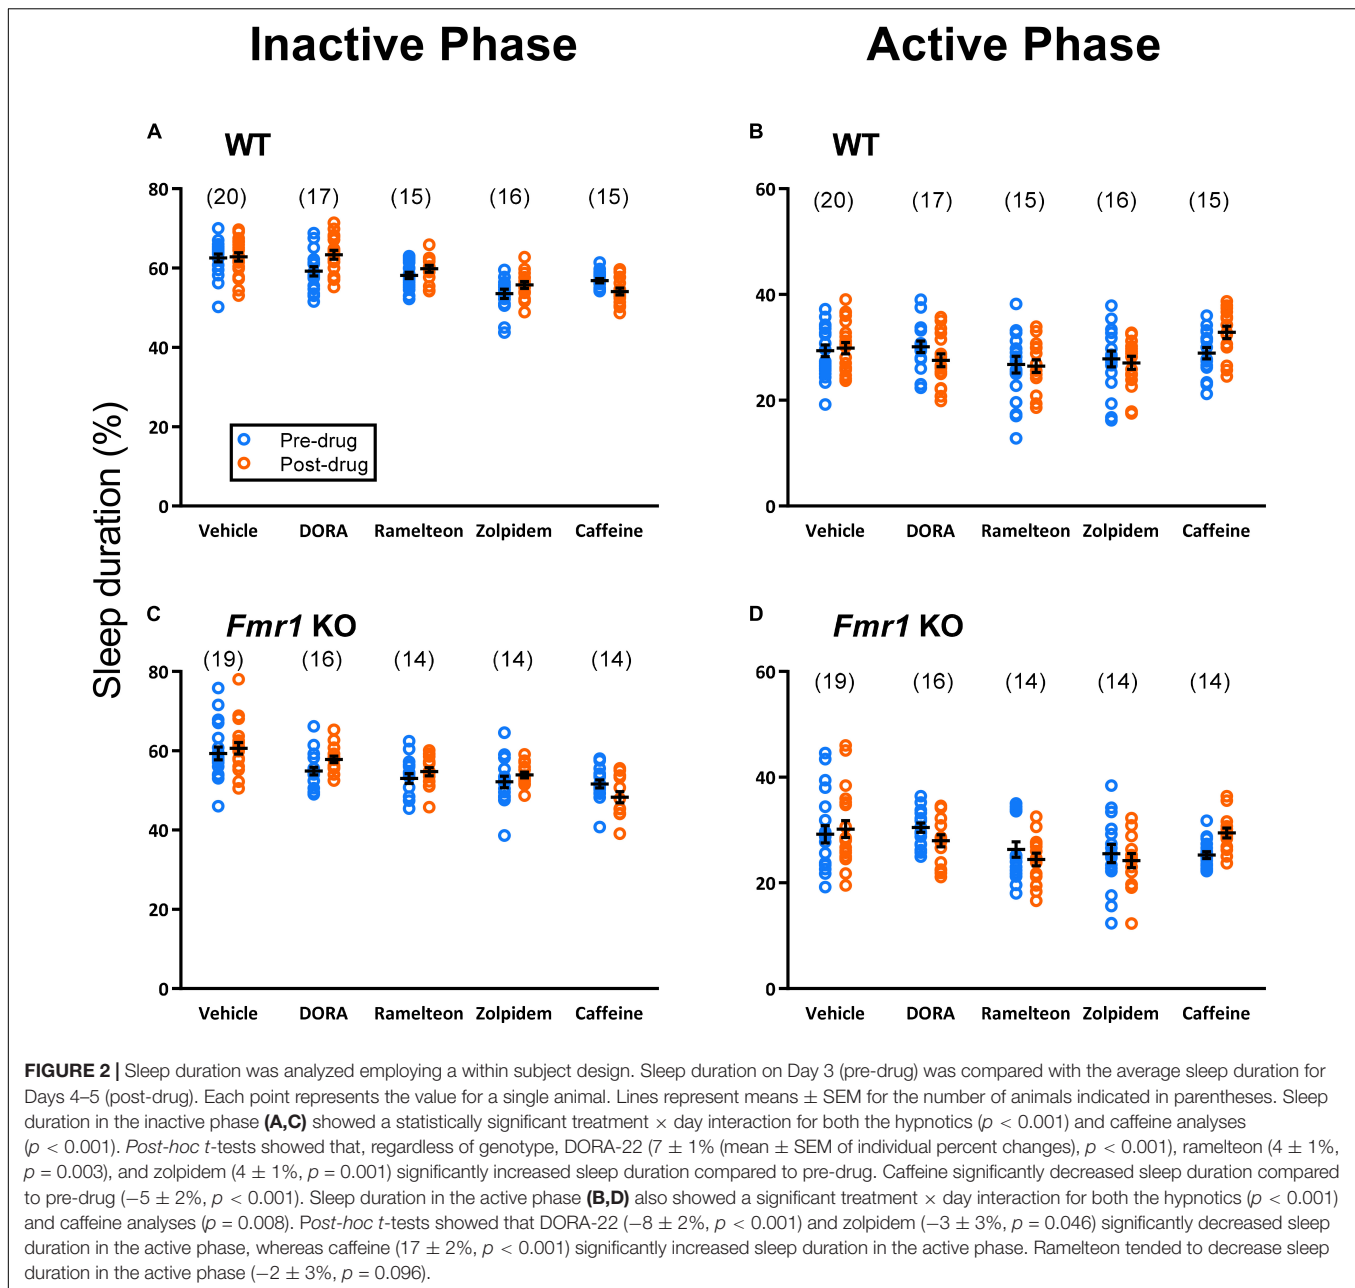 Inactive Phase
Active Phase
A
WT
(20) (17) (15) (16) (15)
80
60
40
20
0
Pre-drug
Post-drug
Vehicle DORA Ramelteon Zolpidem Caffeine
B
WT
(20) (17) (15) (16) (15)
60
40
20
0
Vehicle DORA Ramelteon Zolpidem Caffeine
Sleep duration (%)
C
Fmr1 KO
(19) (16) (14) (14) (14)
80
60
40
20
0
Vehicle DORA Ramelteon Zolpidem Caffeine
D
Fmr1 KO
(19) (16) (14) (14) (14)
60
40
20
0
Vehicle DORA Ramelteon Zolpidem Caffeine
FIGURE 2 | Sleep duration was analyzed employing a within subject design. Sleep duration on Day 3 (pre-drug) was compared with the average sleep duration for
Days 4–5 (post-drug). Each point represents the value for a single animal. Lines represent means ± SEM for the number of animals indicated in parentheses. Sleep
duration in the inactive phase (A,C) showed a statistically significant treatment × day interaction for both the hypnotics (p < 0.001) and caffeine analyses
(p < 0.001). Post-hoc t-tests showed that, regardless of genotype, DORA-22 (7 ± 1% (mean ± SEM of individual percent changes), p < 0.001), ramelteon (4 ± 1%,
p = 0.003), and zolpidem (4 ± 1%, p = 0.001) significantly increased sleep duration compared to pre-drug. Caffeine significantly decreased sleep duration compared
to pre-drug (−5 ± 2%, p < 0.001). Sleep duration in the active phase (B,D) also showed a significant treatment × day interaction for both the hypnotics (p < 0.001)
and caffeine analyses (p = 0.008). Post-hoc t-tests showed that DORA-22 (−8 ± 2%, p < 0.001) and zolpidem (−3 ± 3%, p = 0.046) significantly decreased sleep
duration in the active phase, whereas caffeine (17 ± 2%, p < 0.001) significantly increased sleep duration in the active phase. Ramelteon tended to decrease sleep
duration in the active phase (−2 ± 3%, p = 0.096).